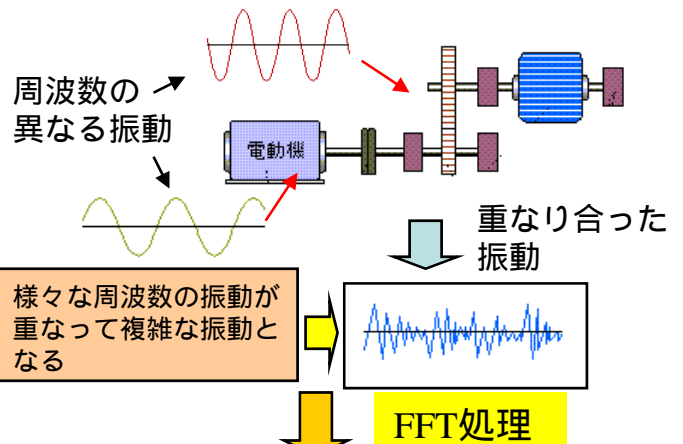 周波数の
異なる振動
電動機
重なり合った
振動
様々な周波数の振動が
重なって複雑な振動と
なる
FFT処理